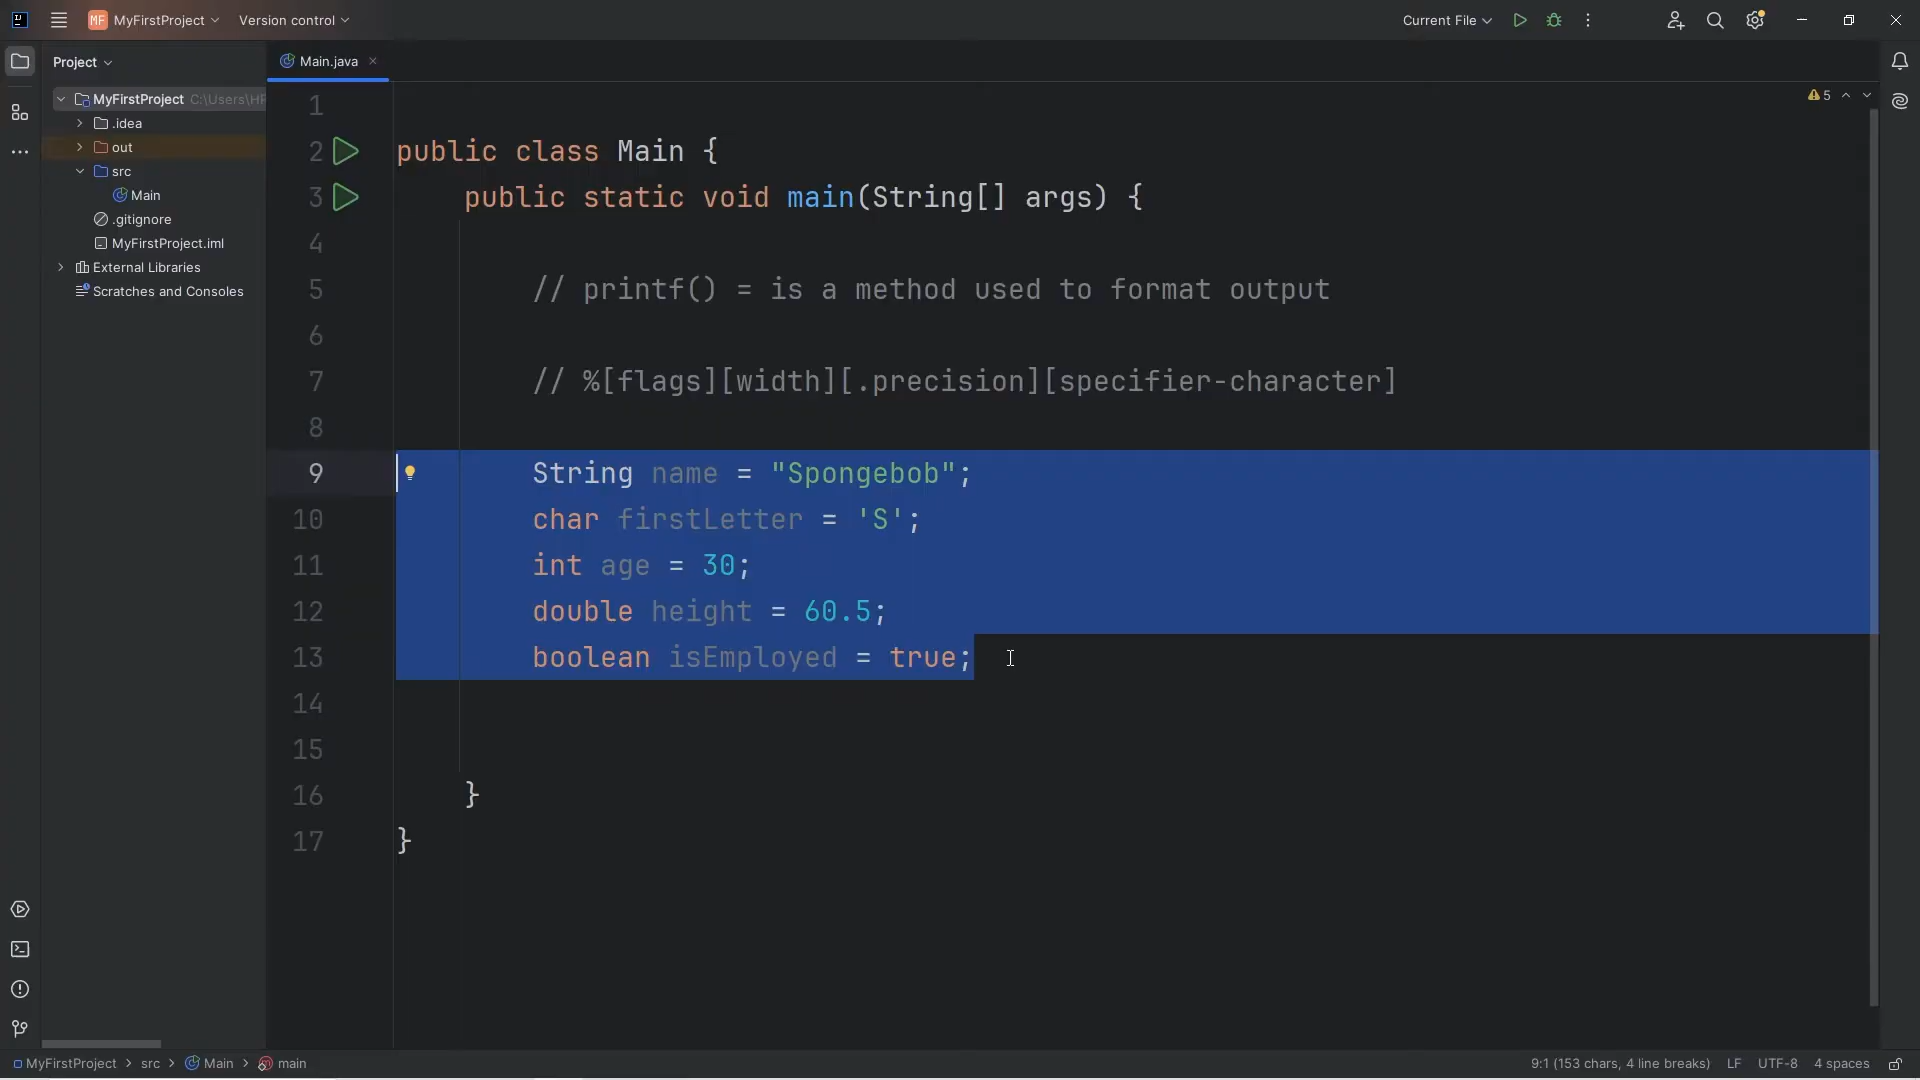 MF MyFirstProject Version control Current File
Project Main.java
MyFirstProject C:\Users\HP
.idea
out
src
Main
.gitignore
MyFirstProject.iml
External Libraries
Scratches and Consoles
5
1
2 public class Main {
3 public static void main(String[] args) {
4
5 // printf() = is a method used to format output
6
7 // %[flags][width][.precision][specifier-character]
8
9 String name = "Spongebob";
10 char firstLetter = 'S';
11 int age = 30;
12 double height = 60.5;
13 boolean isEmployed = true;
14
15
16 }
17 }
MyFirstProject > src > Main > main 9:1 (153 chars, 4 line breaks) LF UTF-8 4 spaces